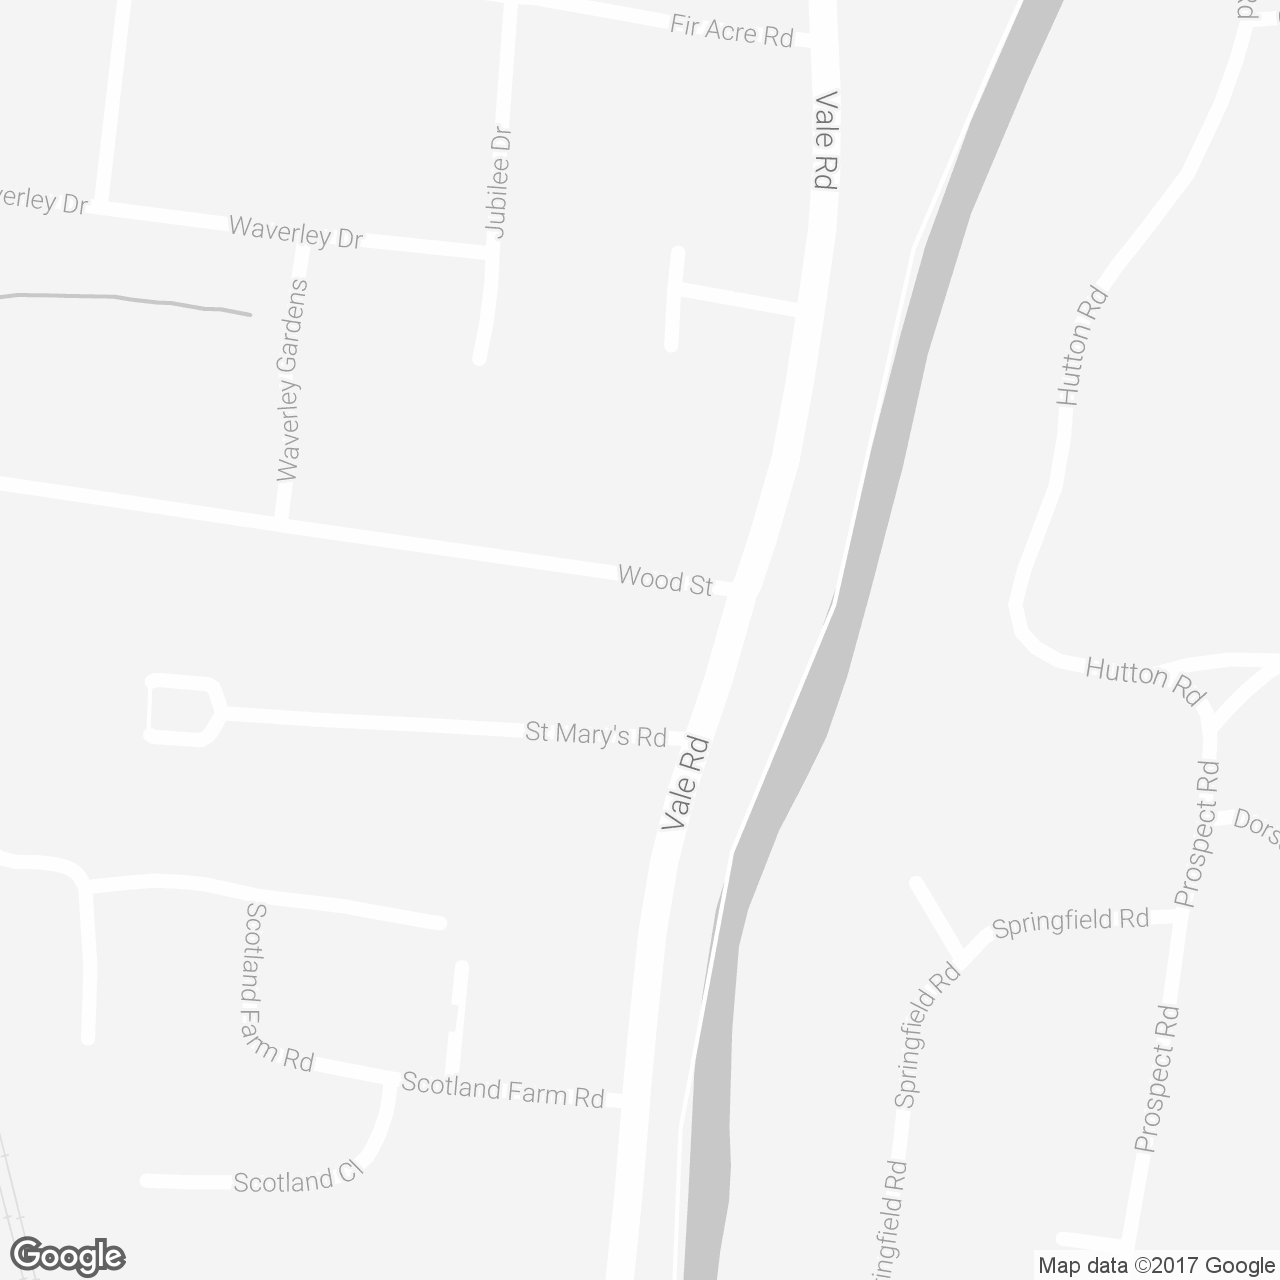 Fir Acre Rd
Rd
Vale Rd
Jubilee Dr
verley Dr
Waverley Dr
Waverley Gardens
Hutton Rd
Wood St
Hutton Rd
St Mary's Rd
Vale Rd
Prospect Rd
Dors
Springfield Rd
Scotland Farm Rd
Springfield Rd
Prospect Rd
Scotland Farm Rd
Scotland Cl
ringfield Rd
Google
Map data ©2017 Google